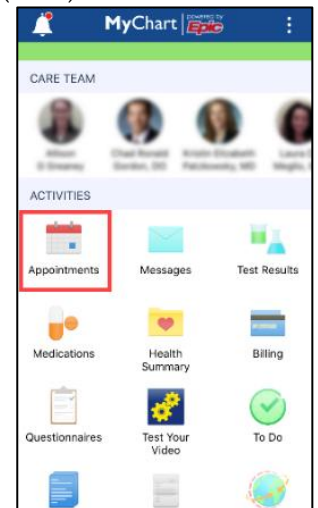 MyChart powered by Epic
CARE TEAM
ACTIVITIES
Appointments Messages Test Results
Medications Health Summary Billing
Questionnaires Test Your Video To Do